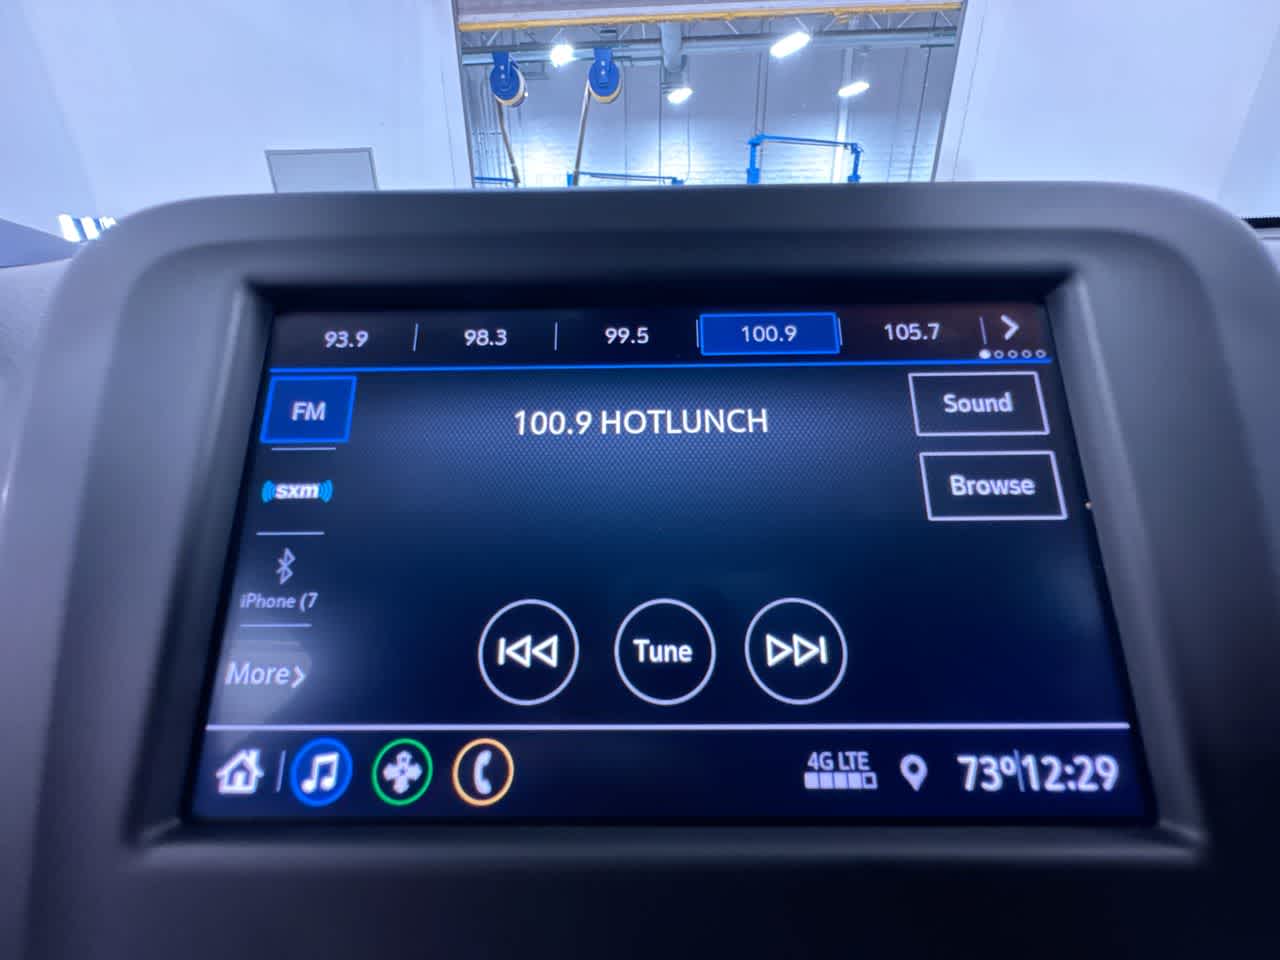 93.9 98.3 99.5 100.9 105.7
FM
100.9 HOTLUNCH
Sound
sxm
Browse
iPhone (7
Tune
More
4G LTE
73° 12:29